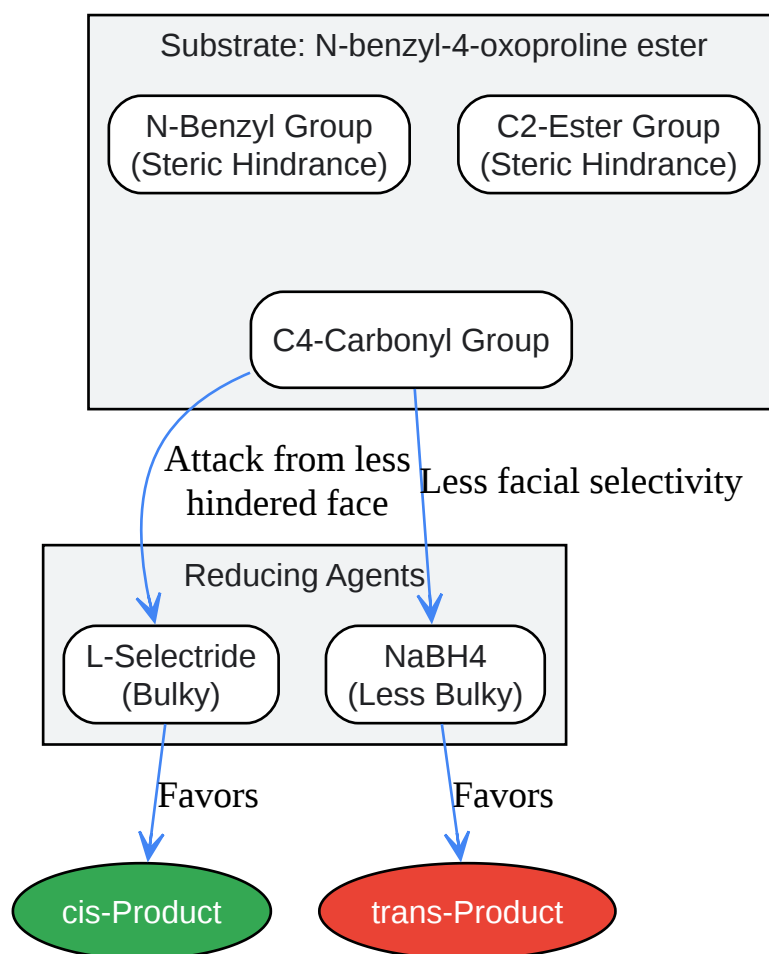 Substrate: N-benzyl-4-oxoproline ester
N-Benzyl Group
(Steric Hindrance)
C2-Ester Group
(Steric Hindrance)
C4-Carbonyl Group
Attack from less
hindered face
Less facial selectivity
Reducing Agents
L-Selectride
(Bulky)
NaBH4
(Less Bulky)
Favors
Favors
cis-Product
trans-Product